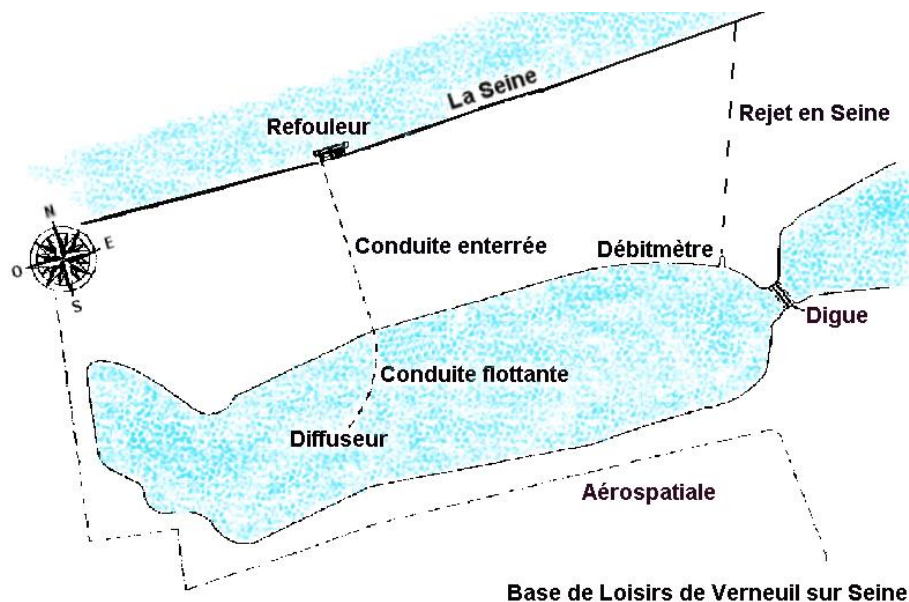 La Seine
Refouleur
Rejet en Seine
N
E
O
S
Conduite enterrée
Débitmètre
Digue
Conduite flottante
Diffuseur
Aérospatiale
Base de Loisirs de Verneuil sur Seine